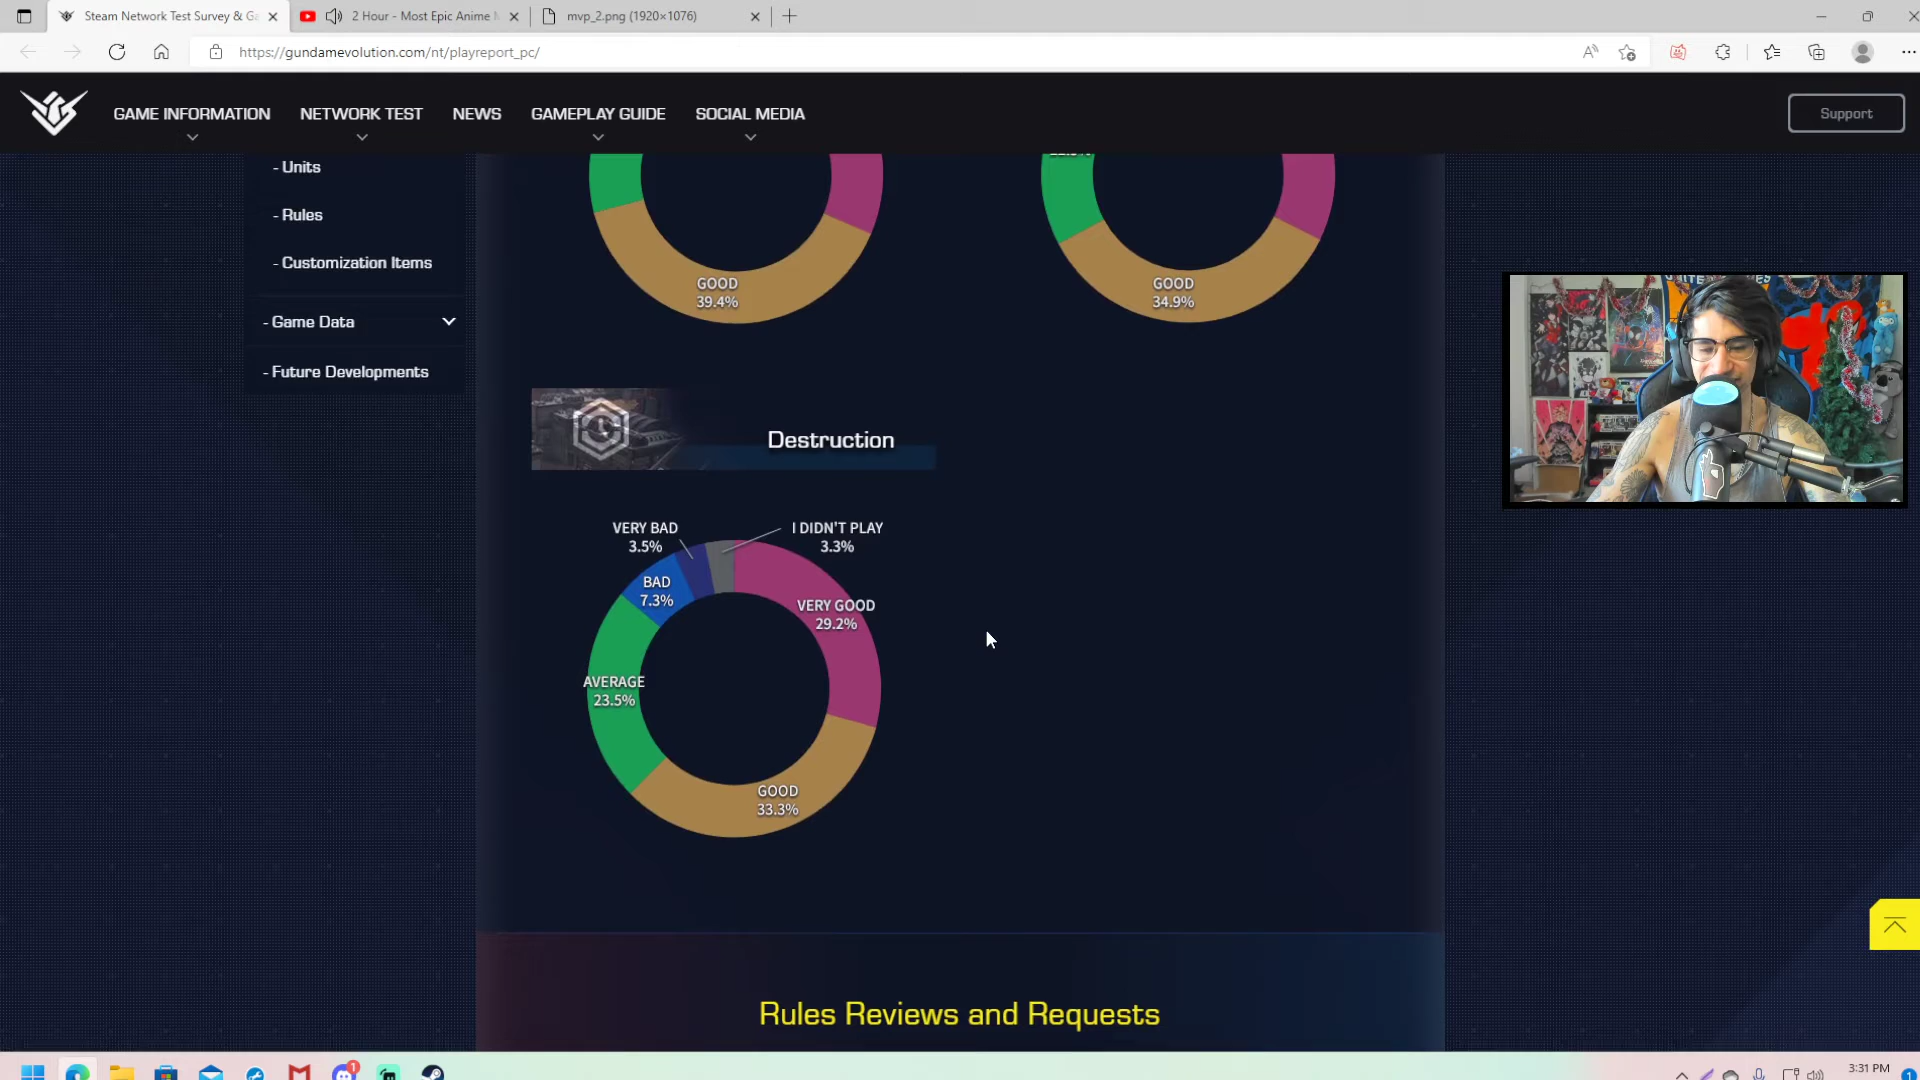 Steam Network Test Survey & Ga
2 Hour - Most Epic Anime
mvp_2.png (1920×1076)
https://gundamevolution.com/nt/playreport_pc/
GAME INFORMATION
NETWORK TEST
NEWS
GAMEPLAY GUIDE
SOCIAL MEDIA
Support
- Units
- Rules
- Customization Items
- Game Data
- Future Developments
GOOD
39.4%
GOOD
34.9%
Destruction
VERY BAD
3.5%
I DIDN'T PLAY
3.3%
BAD
7.3%
VERY GOOD
29.2%
AVERAGE
23.5%
GOOD
33.3%
Rules Reviews and Requests
3:31 PM